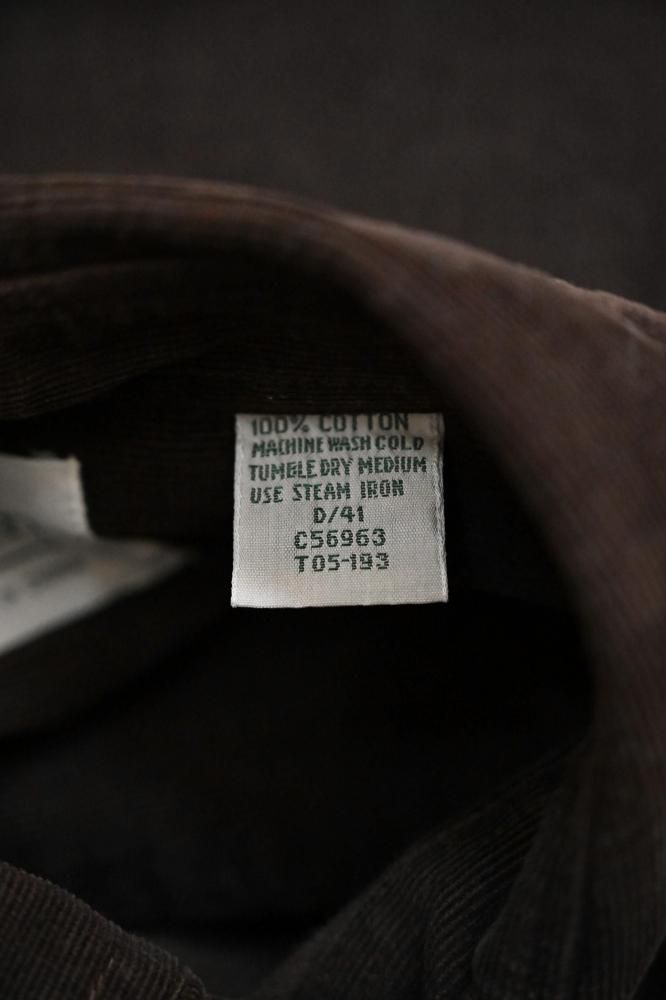 100% COTTON
MACHINE WASH COLD
TUMBLE DRY MEDIUM
USE STEAM IRON
D/41
C56963
T05-193